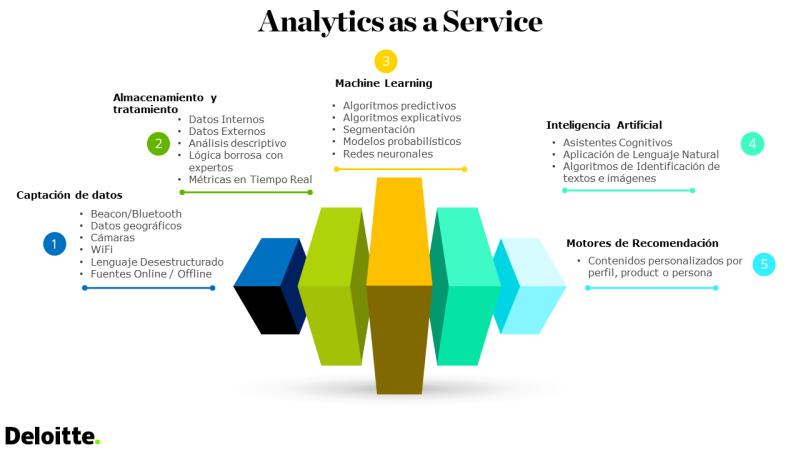 Analytics as a Service
1
Captación de datos
• Beacon/Bluetooth
• Datos geográficos
• Cámaras
• WiFi
• Lenguaje Desestructurado
• Fuentes Online / Offline
2
Almacenamiento y
tratamiento
• Datos Internos
• Datos Externos
• Análisis descriptivo
• Lógica borrosa con
expertos
• Métricas en Tiempo Real
3
Machine Learning
• Algoritmos predictivos
• Algoritmos explicativos
• Segmentación
• Modelos probabilísticos
• Redes neuronales
4
Inteligencia Artificial
• Asistentes Cognitivos
• Aplicación de Lenguaje Natural
• Algoritmos de Identificación de
textos e imágenes
5
Motores de Recomendación
• Contenidos personalizados por
perfil, product o persona
Deloitte.